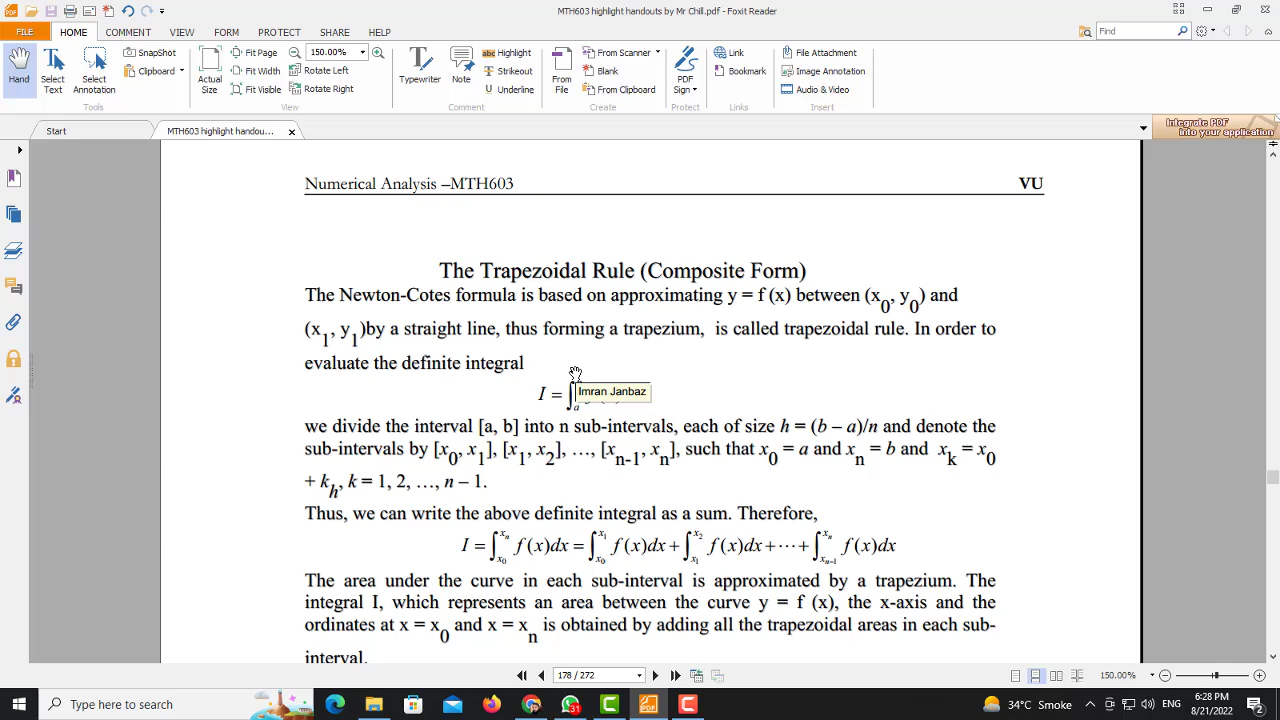 MTH603 highlight handouts by Mr Chill.pdf - Foxit Reader
FILE HOME COMMENT VIEW FORM PROTECT SHARE HELP
Find
Hand
Select Text
Select Annotation
SnapShot
Clipboard
Tools
Actual Size
Fit Page
Fit Width
Fit Visible
150.00%
Rotate Left
Rotate Right
View
Typewriter
Note
Highlight
Strikeout
Underline
Comment
From File
From Scanner
Blank
From Clipboard
Create
PDF Sign
Protect
Link
Bookmark
Links
File Attachment
Image Annotation
Audio & Video
Insert
Start
MTH603 highlight handou...
Integrate PDF
into your application
Numerical Analysis –MTH603 VU
The Trapezoidal Rule (Composite Form)
The Newton-Cotes formula is based on approximating y = f (x) between (x0, y0) and
(x1, y1)by a straight line, thus forming a trapezium, is called trapezoidal rule. In order to
evaluate the definite integral
I = ∫a
Imran Janbaz
we divide the interval [a, b] into n sub-intervals, each of size h = (b – a)/n and denote the
sub-intervals by [x0, x1], [x1, x2], …, [xn-1, xn], such that x0 = a and xn = b and xk = x0
+ kh, k = 1, 2, …, n – 1.
Thus, we can write the above definite integral as a sum. Therefore,
I = ∫x0^xn f(x)dx = ∫x0^x1 f(x)dx + ∫x1^x2 f(x)dx + ⋯ + ∫xn−1^xn f(x)dx
The area under the curve in each sub-interval is approximated by a trapezium. The
integral I, which represents an area between the curve y = f (x), the x-axis and the
ordinates at x = x0 and x = xn is obtained by adding all the trapezoidal areas in each sub-
interval.
178 / 272
150.00%
Type here to search
31
34°C Smoke
6:28 PM
8/21/2022
2